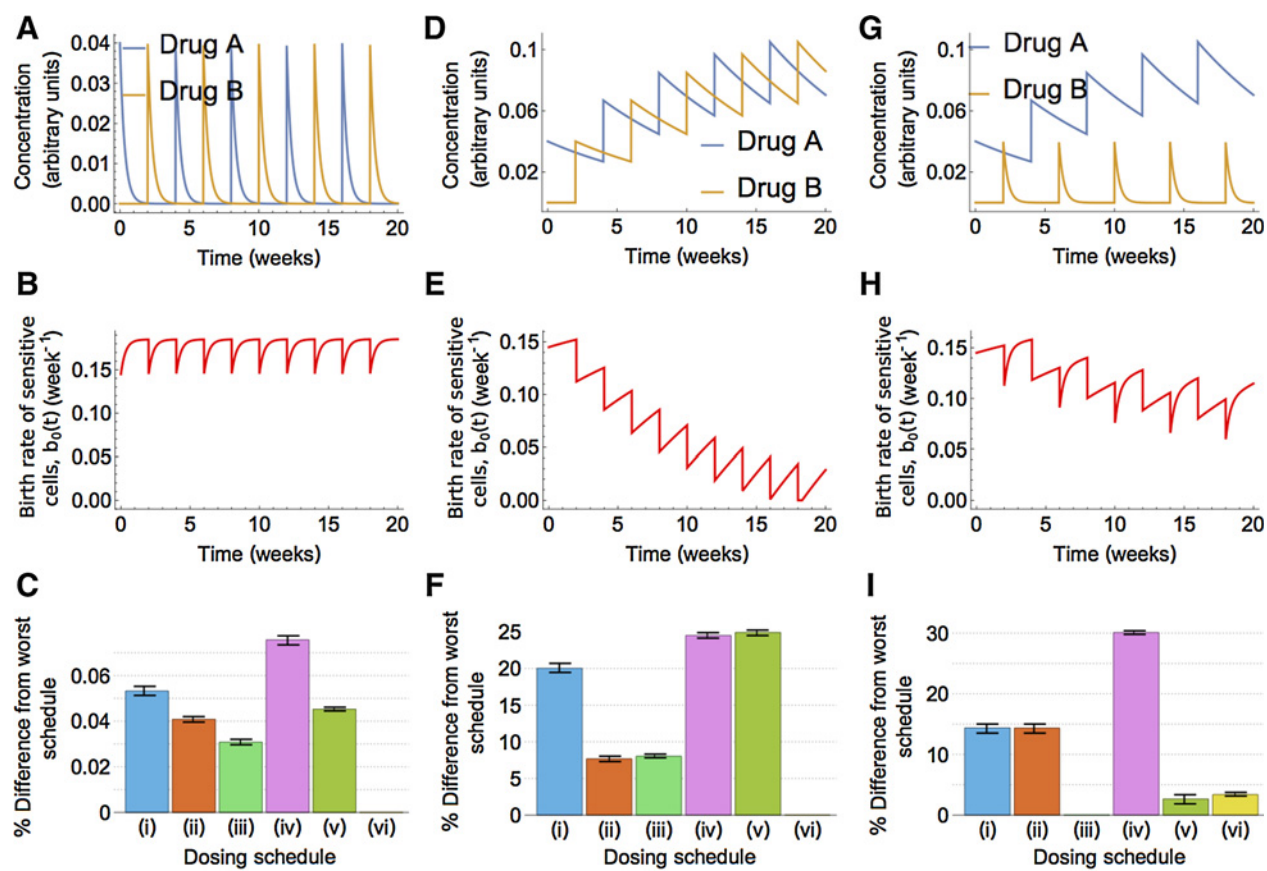 A
Concentration
(arbitrary units)
0.04
0.03
0.01
0.01
0.00
Drug A
Drug B
0 5 10 15 20
Time (weeks)
D
Concentration
(arbitrary units)
0.1
0.06
0.02
Drug A
Drug B
0 5 10 15 20
Time (weeks)
G
Concentration
(arbitrary units)
0.1
0.06
0.02
Drug A
Drug B
0 5 10 15 20
Time (weeks)
B
Birth rate of sensitive
cells, b₀(t) (week⁻¹)
0.15
0.10
0.05
0.00
0 5 10 15 20
Time (weeks)
E
Birth rate of sensitive
cells, b₀(t) (week⁻¹)
0.15
0.10
0.05
0.00
0 5 10 15 20
Time (weeks)
H
Birth rate of sensitive
cells, b₀(t) (week⁻¹)
0.15
0.10
0.05
0.00
0 5 10 15 20
Time (weeks)
C
% Difference from worst
schedule
0.06
0.04
0.02
0
(i) (ii) (iii) (iv) (v) (vi)
Dosing schedule
F
% Difference from worst
schedule
25
20
15
10
5
0
(i) (ii) (iii) (iv) (v) (vi)
Dosing schedule
I
% Difference from worst
schedule
30
20
10
0
(i) (ii) (iii) (iv) (v) (vi)
Dosing schedule